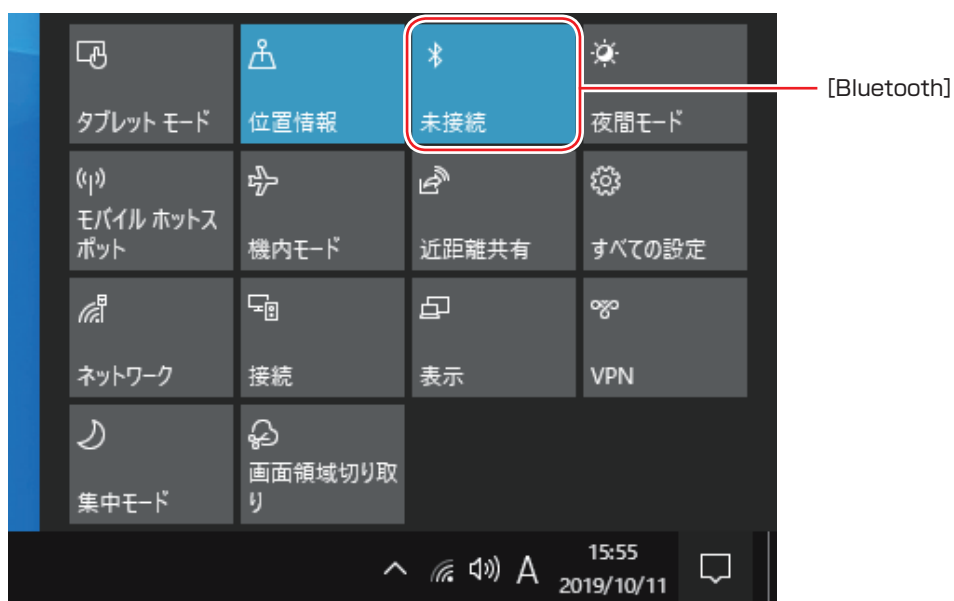 タブレット モード
位置情報
未接続
夜間モード
[Bluetooth]
モバイル ホットス
ポット
機内モード
近距離共有
すべての設定
ネットワーク
接続
表示
VPN
集中モード
画面領域切り取
り
A
15:55
2019/10/11